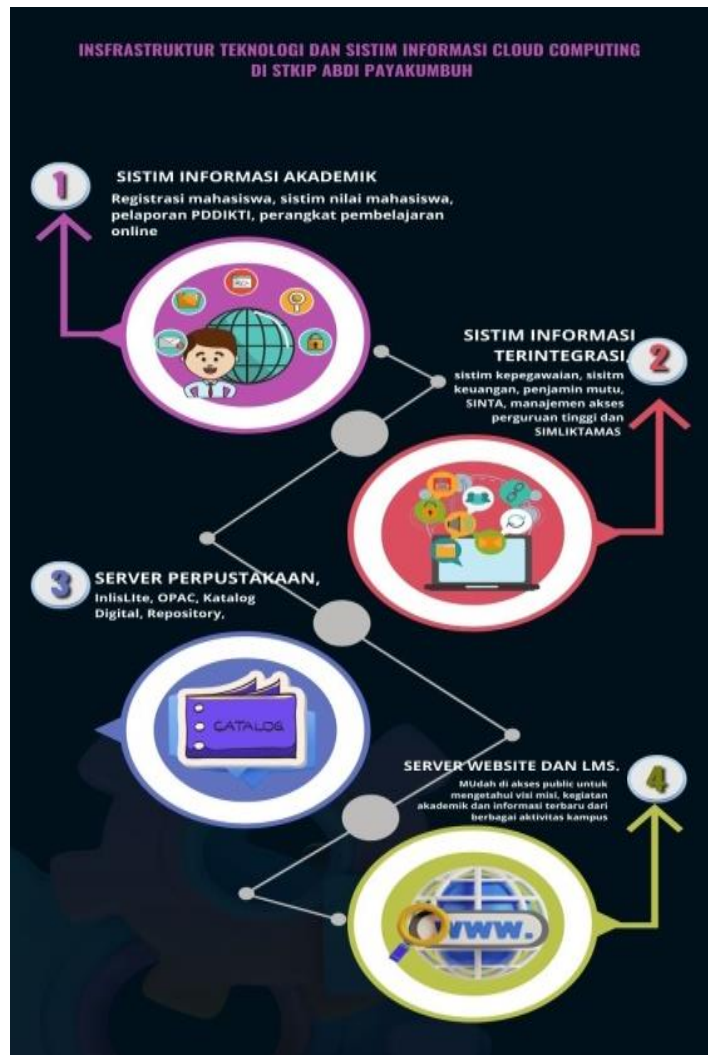 INSFRASTRUKTUR TEKNOLOGI DAN SISTIM INFORMASI CLOUD COMPUTING
DI STKIP ABDI PAYAKUMBUH
1
SISTIM INFORMASI AKADEMIK
Registrasi mahasiswa, sistim nilai mahasiswa,
pelaporan PDDIKTI, perangkat pembelajaran
online
SISTIM INFORMASI
TERINTEGRASI,
2
sistim kepegawaian, sisitm
keuangan, penjamin mutu,
SINTA, manajemen akses
perguruan tinggi dan
SIMLIKTAMAS
3
SERVER PERPUSTAKAAN,
InlisLIte, OPAC, Katalog
Digital, Repository,
CATALOG
SERVER WEBSITE DAN LMS.
4
MUdah di akses public untuk
mengetahui visi misi, kegiatan
akademik dan informasi terbaru dari
berbagai aktivitas kampus
www.